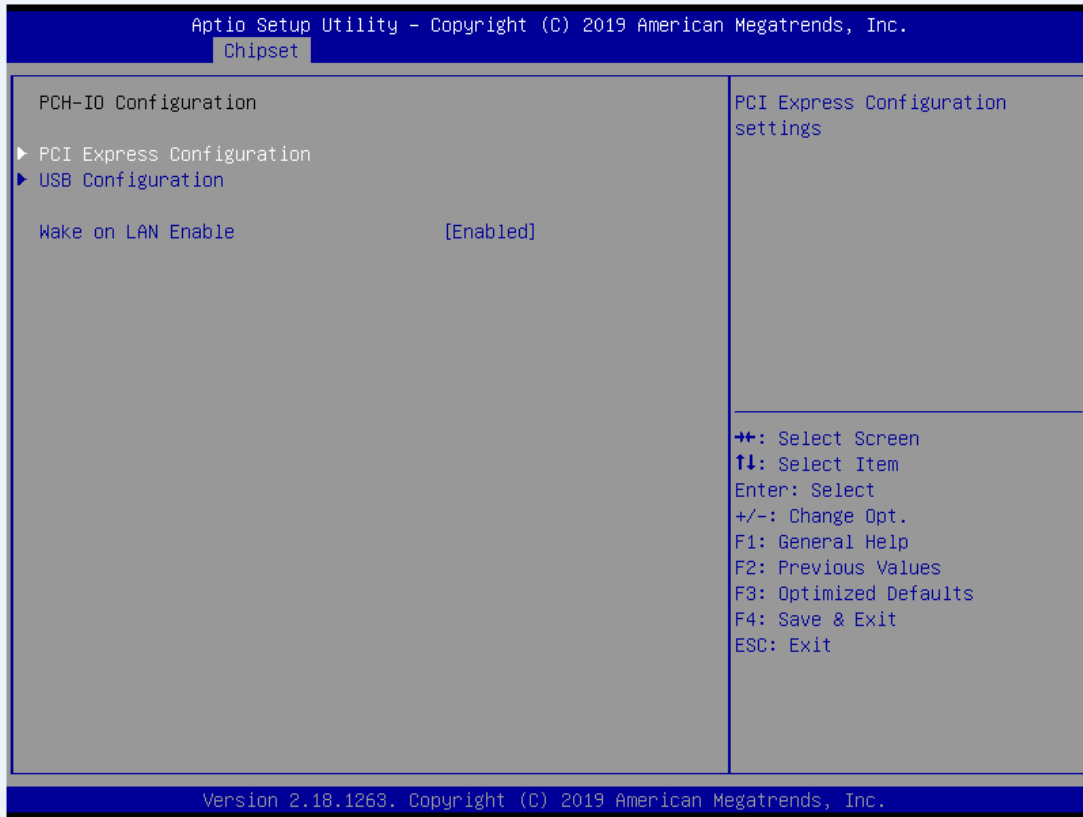 Aptio Setup Utility – Copyright (C) 2019 American Megatrends, Inc.
Chipset
PCH-IO Configuration
PCI Express Configuration
USB Configuration
Wake on LAN Enable [Enabled]
PCI Express Configuration
settings
→←: Select Screen
↑↓: Select Item
Enter: Select
+/-: Change Opt.
F1: General Help
F2: Previous Values
F3: Optimized Defaults
F4: Save & Exit
ESC: Exit
Version 2.18.1263. Copyright (C) 2019 American Megatrends, Inc.